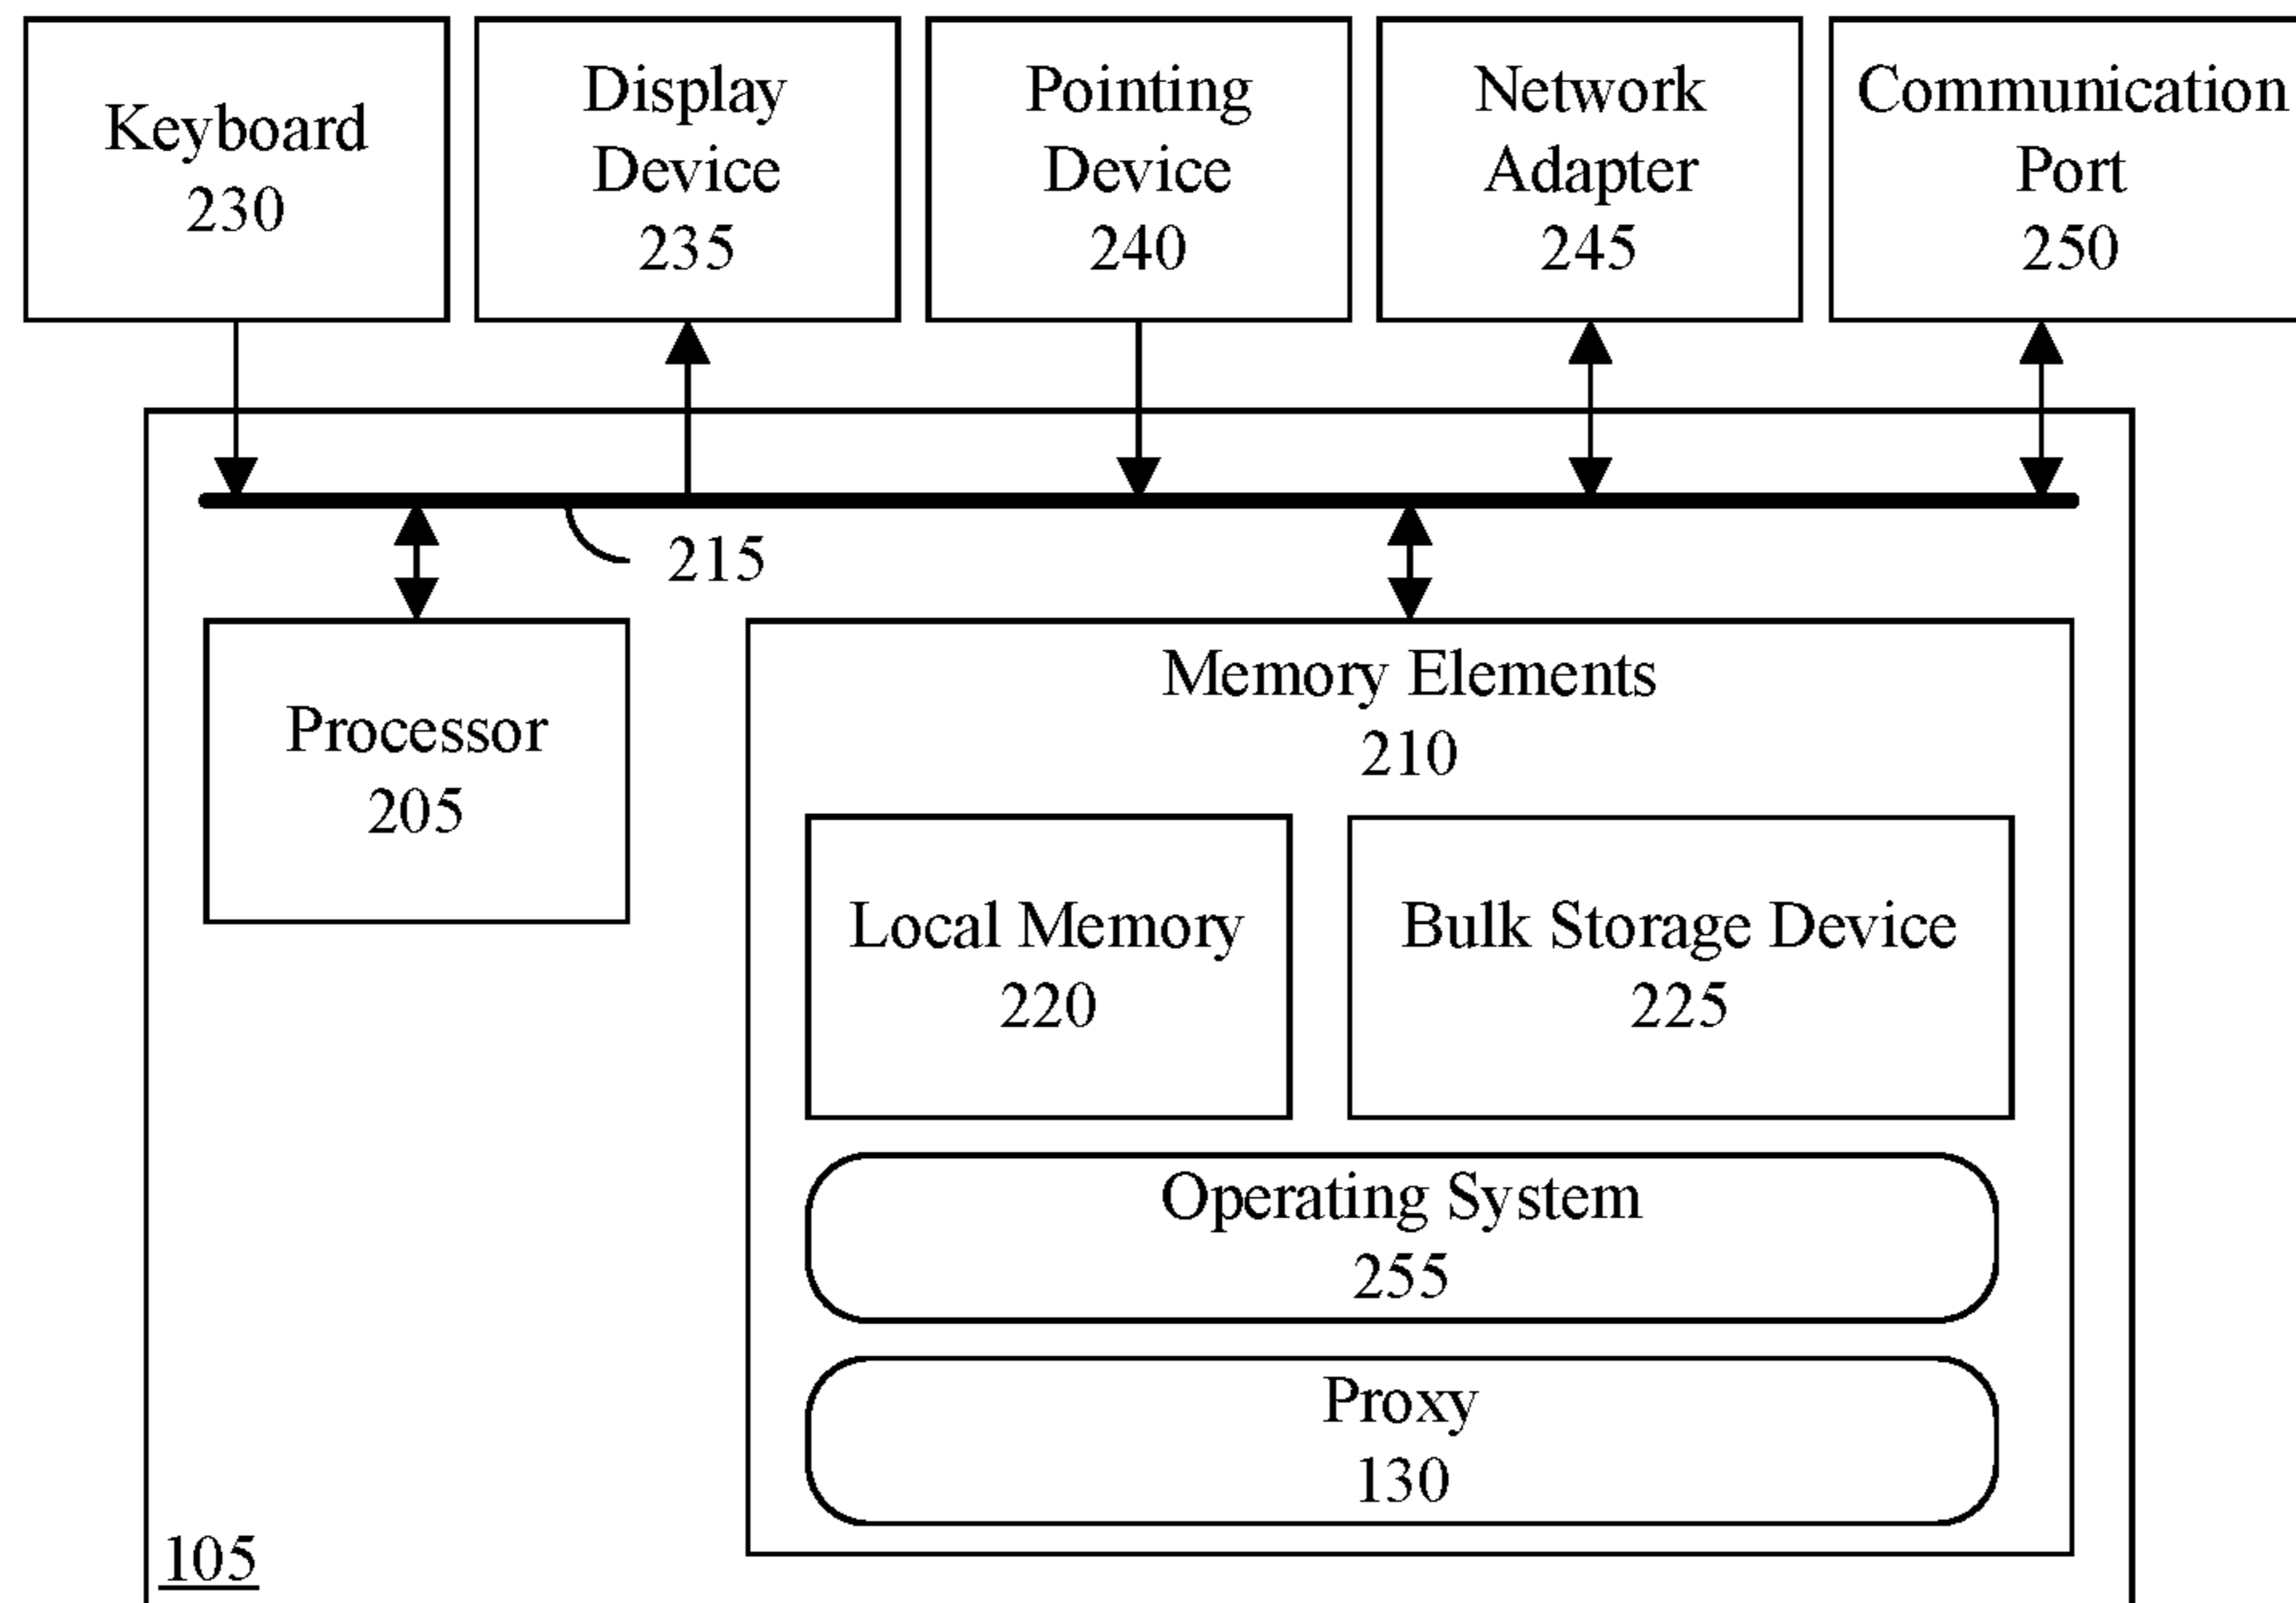 Keyboard
230
Display
Device
235
Pointing
Device
240
Network
Adapter
245
Communication
Port
250
215
Processor
205
Memory Elements
210
Local Memory
220
Bulk Storage Device
225
Operating System
255
Proxy
130
105